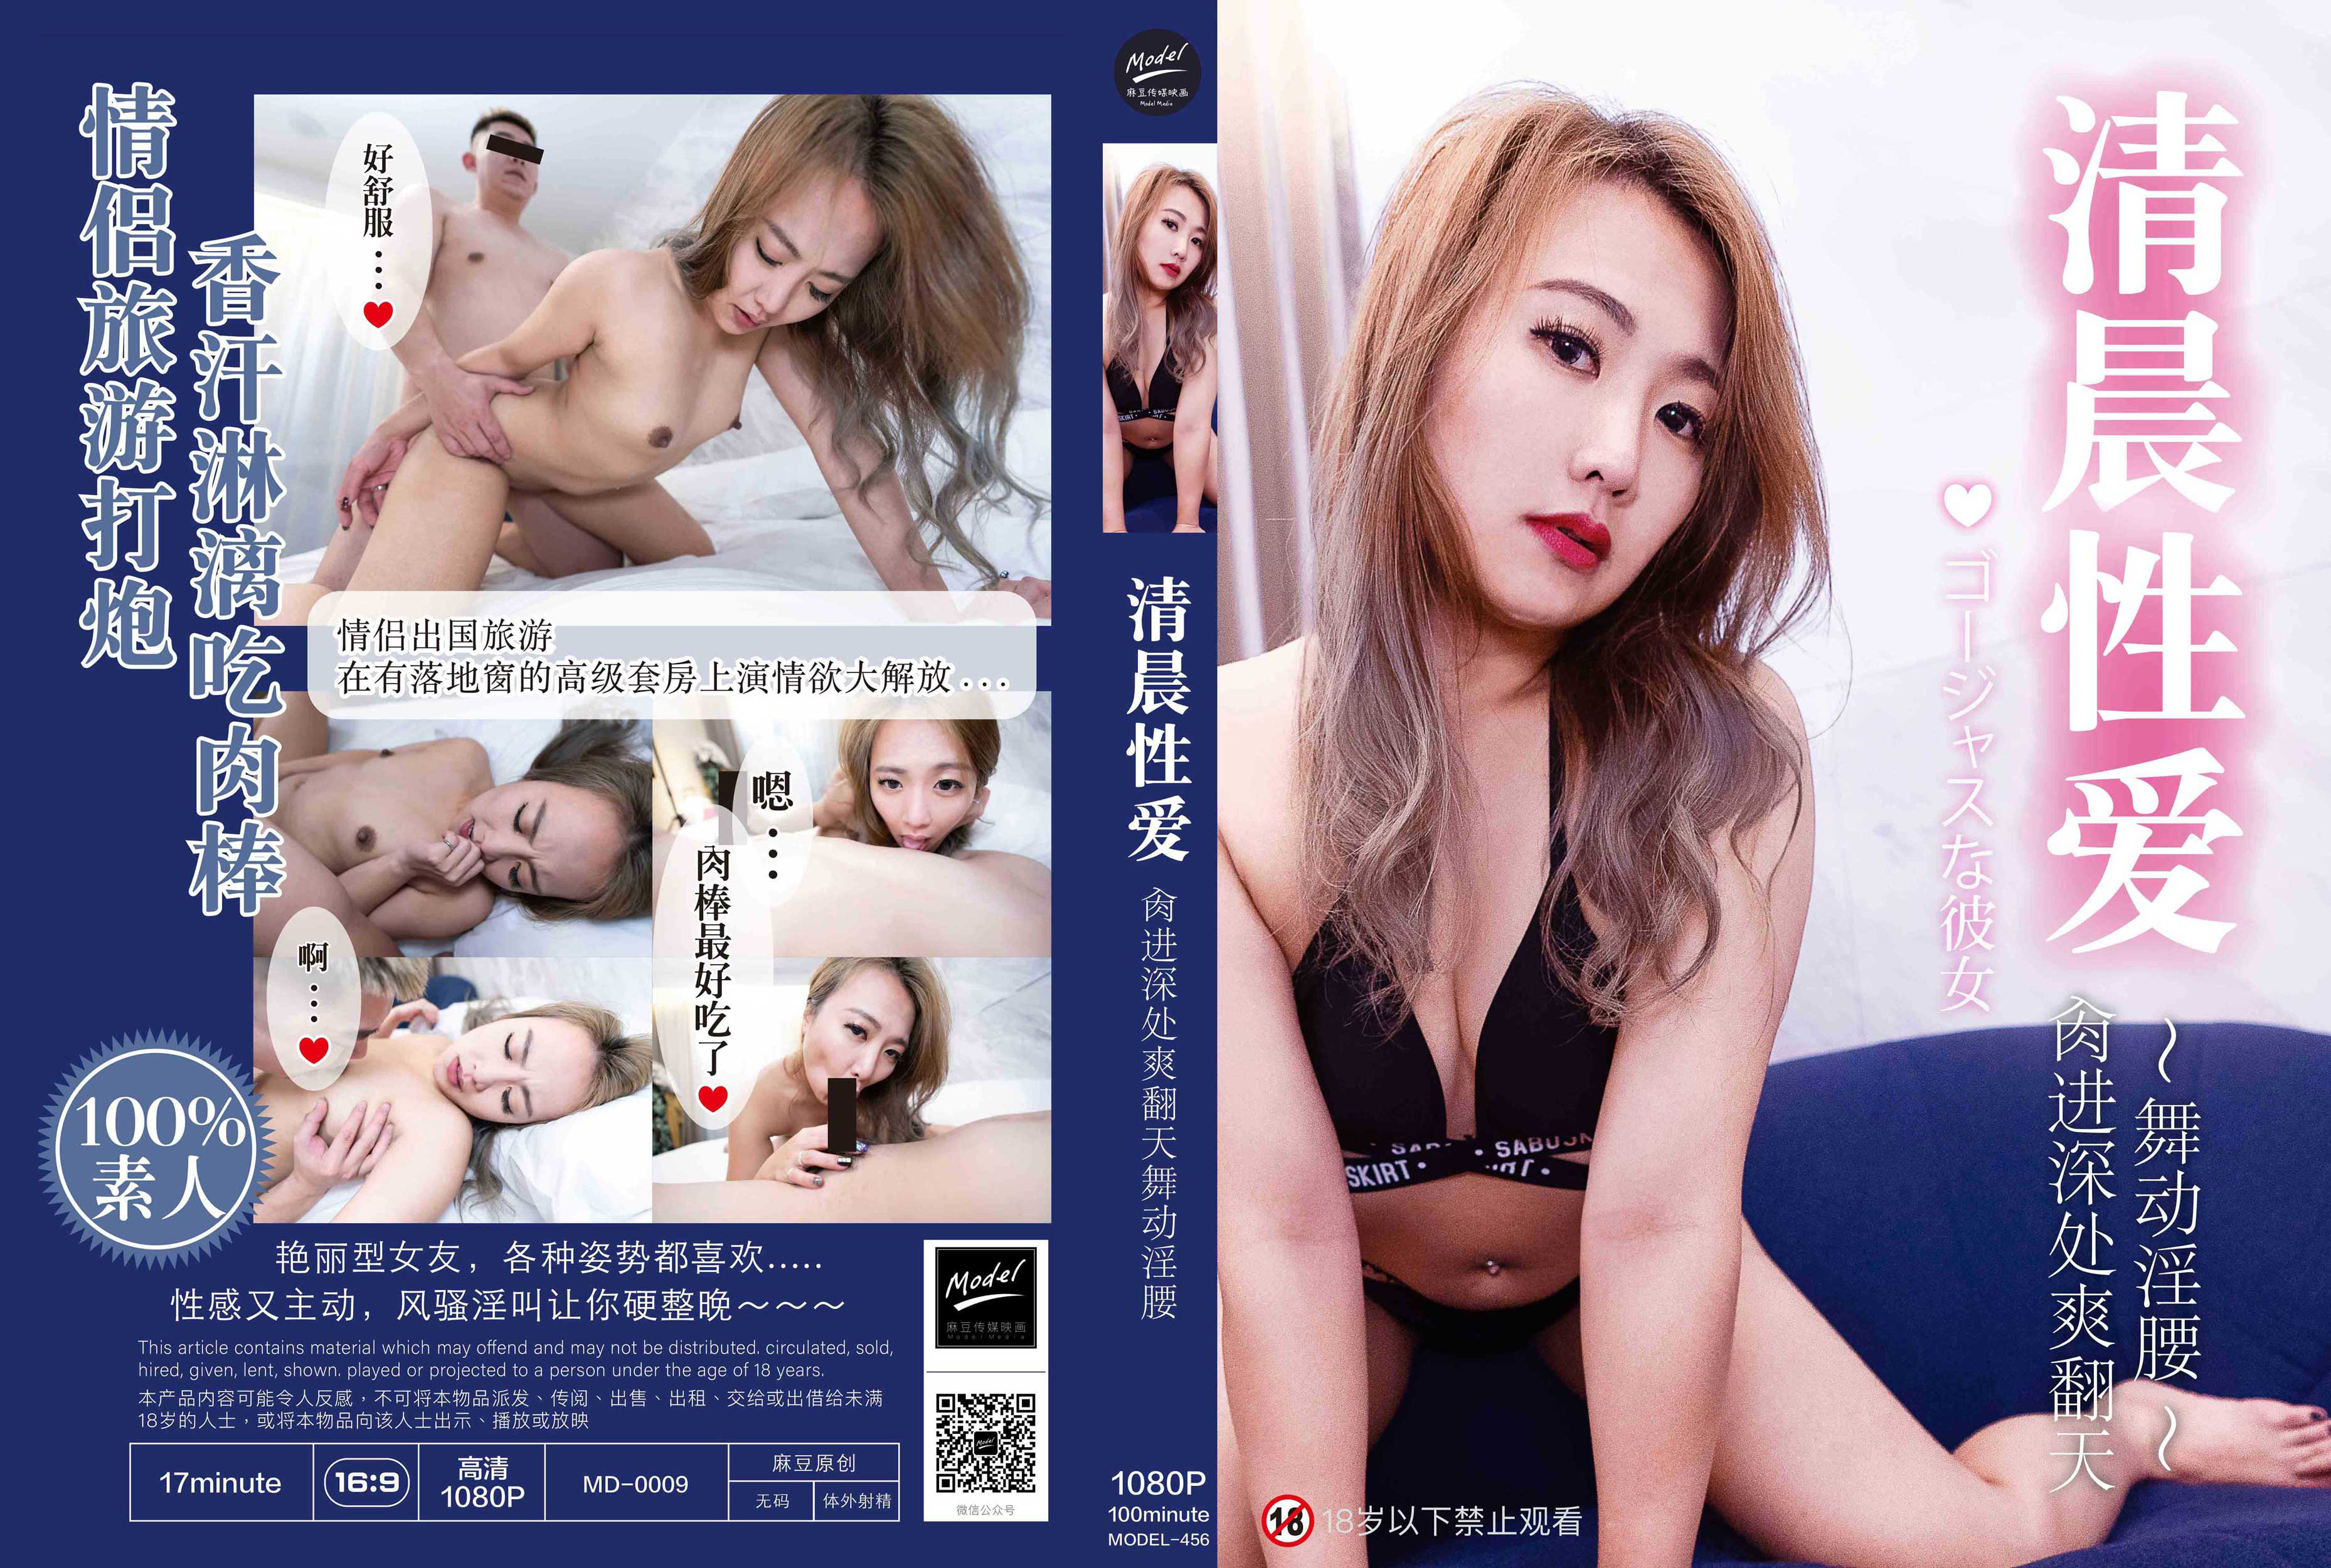 情侣旅游打炮
香汗淋漓吃肉棒
好舒服....
情侣出国旅游
在有落地窗的高级套房上演情欲大解放...
嗯...
肉棒最好吃了
啊...
100%
素人
艳丽型女友，各种姿势都喜欢.....
性感又主动，风骚淫叫让你硬整晚～～～
This article contains material which may offend and may not be distributed. circulated, sold,
hired, given, lent, shown. played or projected to a person under the age of 18 years.
本产品内容可能令人反感，不可将本物品派发、传阅、出售、出租、交给或出借给未满
18岁的人士，或将本物品向该人士出示、播放或放映
17minute
16:9
高清
1080P
MD-0009
麻豆原创
无码
体外射精
Model
麻豆传媒映画
Model Media
微信公众号
Model
麻豆传媒映画
Model Media
清晨性爱
肏进深处爽翻天舞动淫腰
1080P
100minute
MODEL-456
清晨性爱
ゴージャスな彼女
～舞动淫腰～
肏进深处爽翻天
SKIRT
18
18岁以下禁止观看